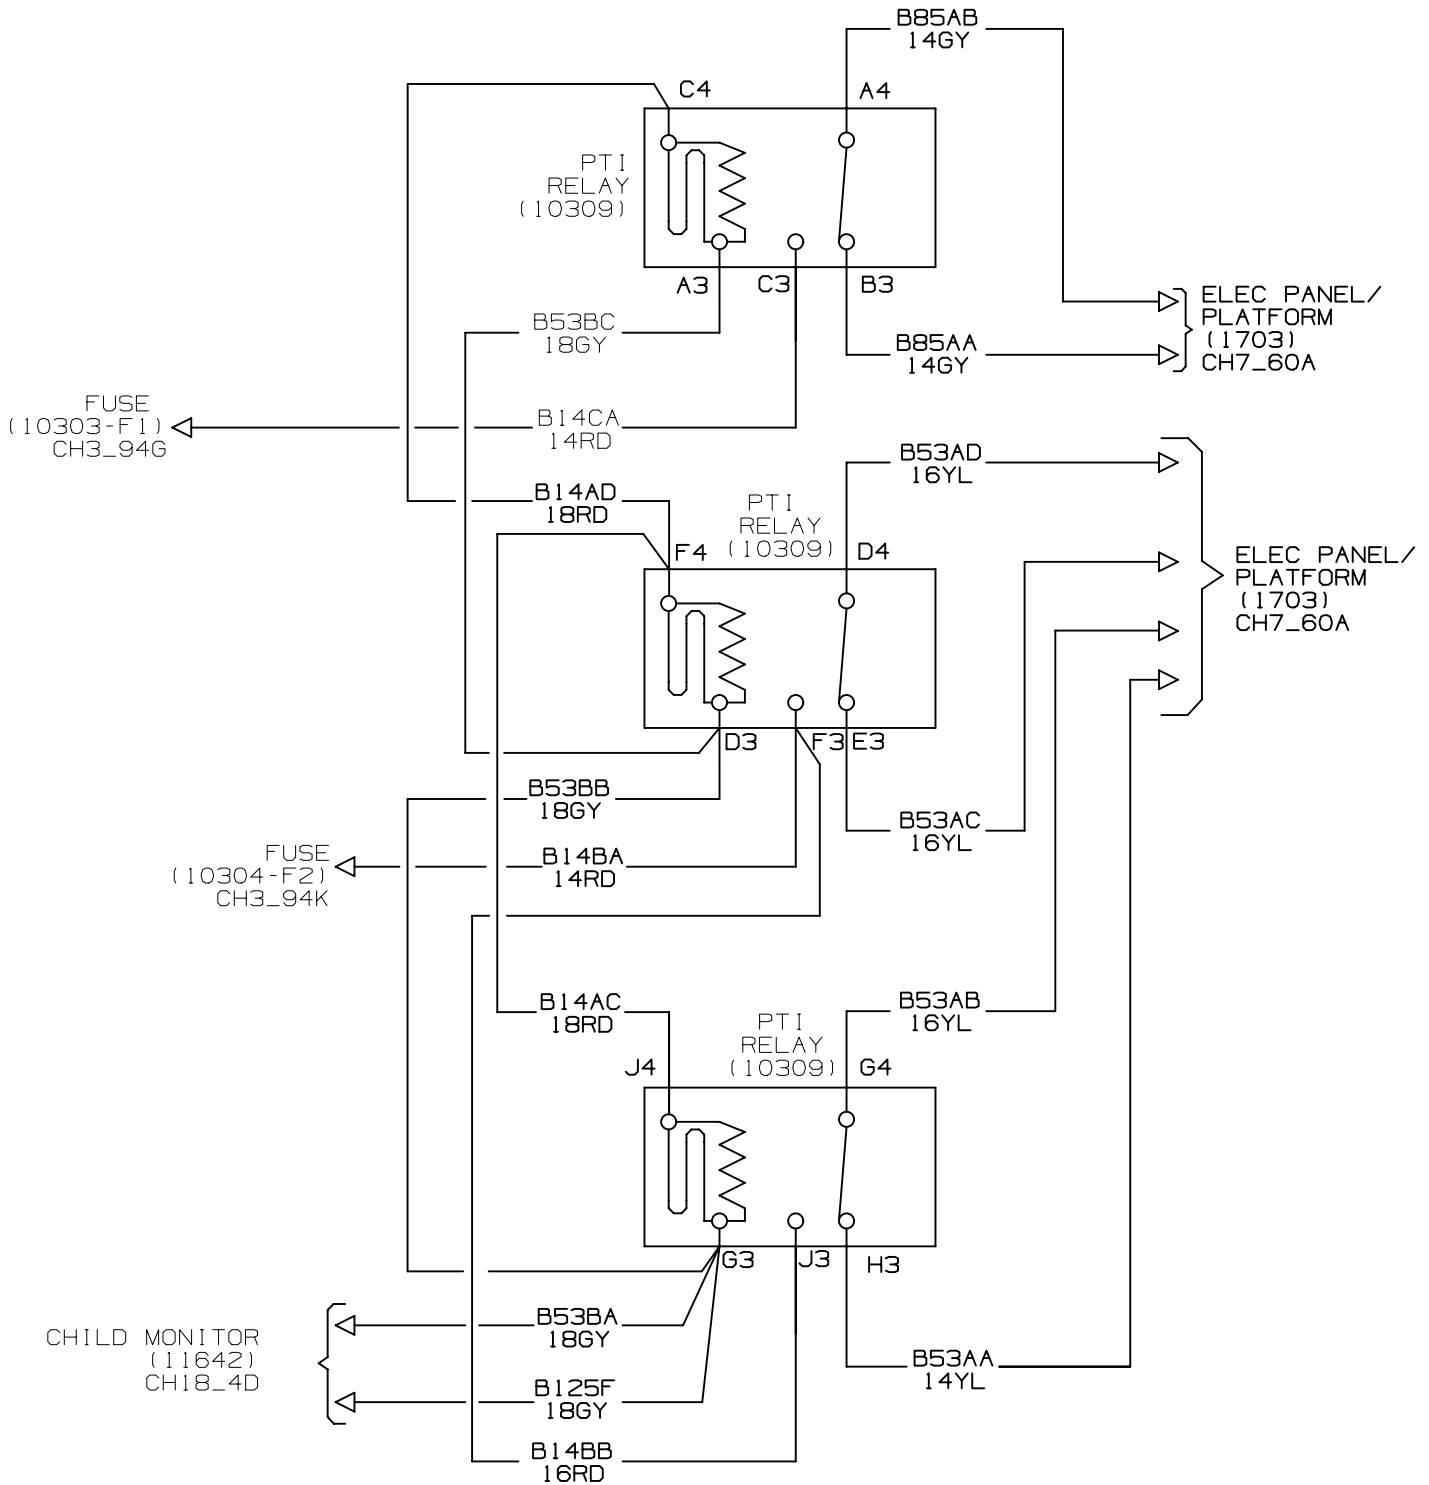 B85AB
14GY
C4
A4
PTI
RELAY
(10309)
A3
C3
B3
ELEC PANEL/
PLATFORM
(1703)
CH7_60A
B53BC
18GY
B85AA
14GY
FUSE
(10303-F1)
CH3_94G
B14CA
14RD
B53AD
16YL
B14AD
18RD
PTI
RELAY
(10309)
F4
D4
ELEC PANEL/
PLATFORM
(1703)
CH7_60A
D3
F3
E3
B53BB
18GY
B53AC
16YL
FUSE
(10304-F2)
CH3_94K
B14BA
14RD
B14AC
18RD
B53AB
16YL
PTI
RELAY
(10309)
J4
G4
G3
J3
H3
CHILD MONITOR
(11642)
CH18_4D
B53BA
18GY
B53AA
14YL
B125F
18GY
B14BB
16RD